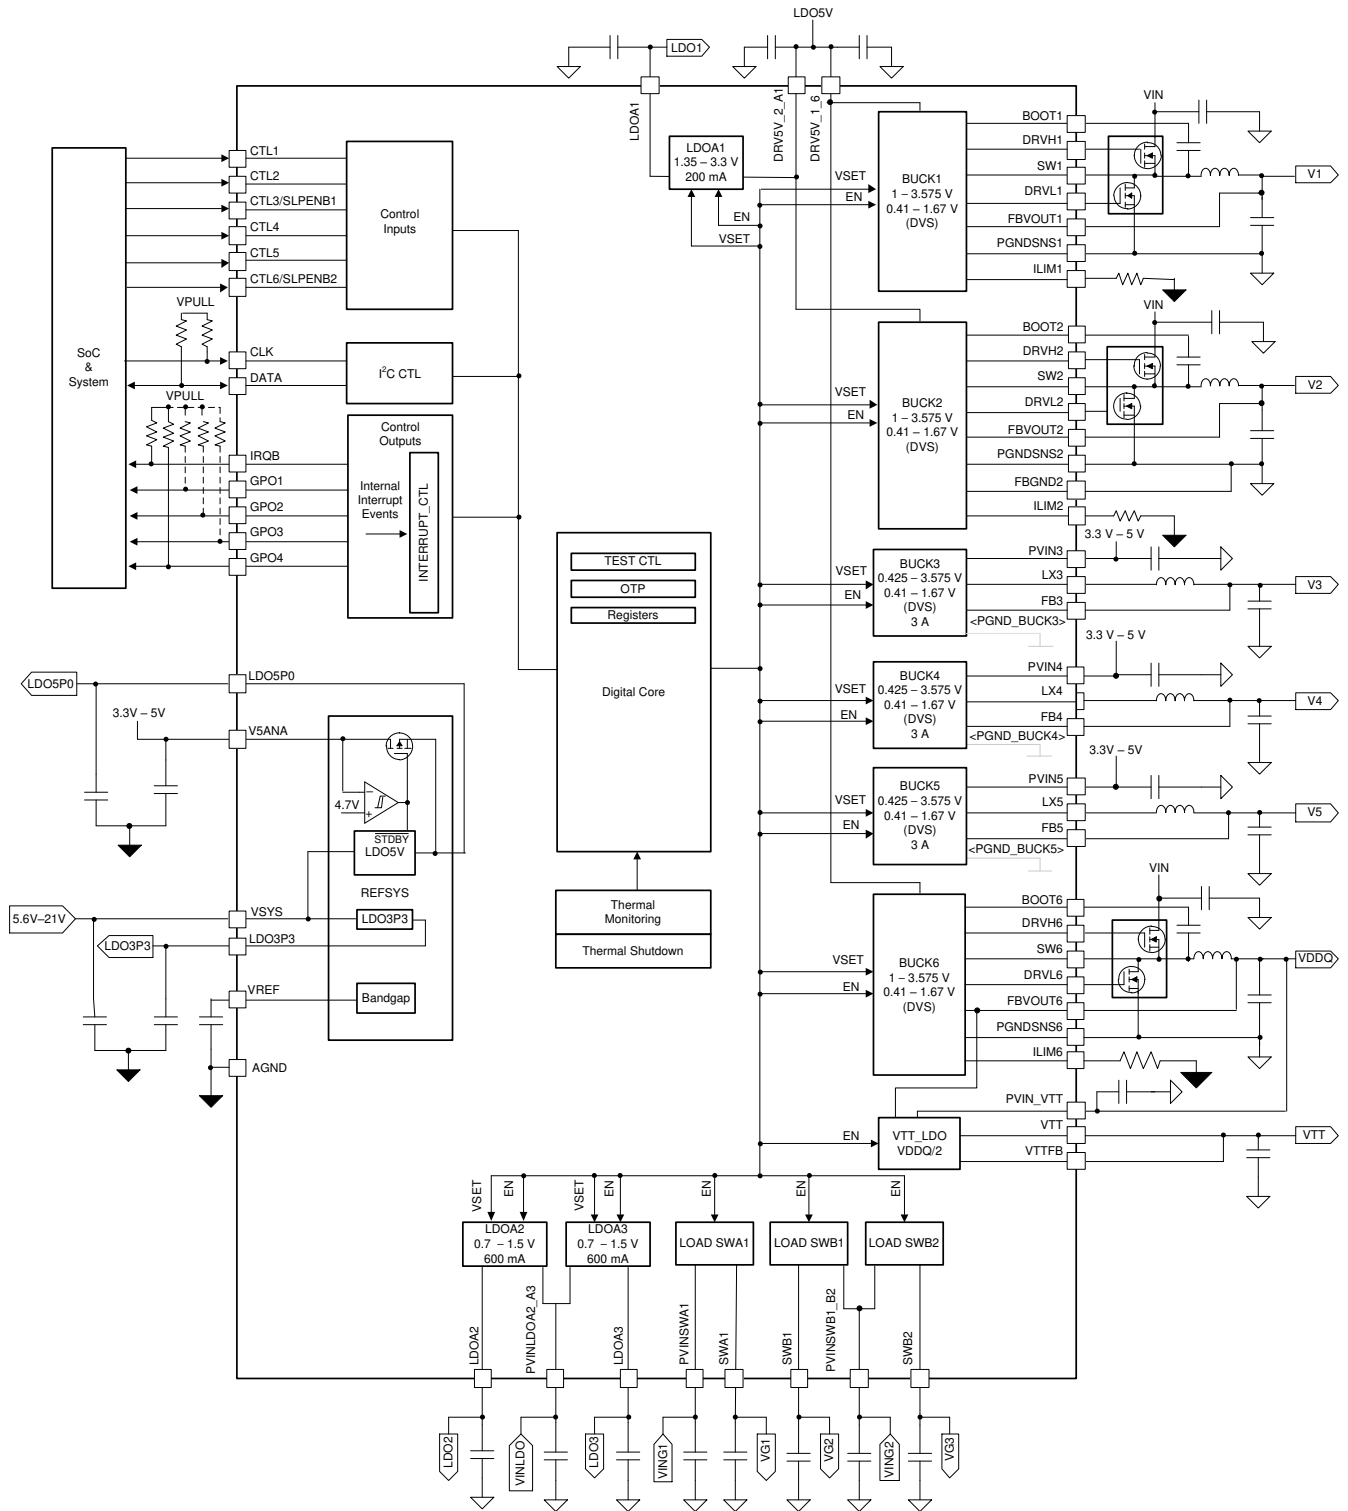 LDO5V
LDO1
LDOA1
DRV5V_2_A1
DRV5V_1_6
SoC
&
System
CTL1
CTL2
CTL3/SLPENB1
CTL4
CTL5
CTL6/SLPENB2
Control
Inputs
VPULL
CLK
DATA
I²C CTL
VPULL
IRQB
GPO1
GPO2
GPO3
GPO4
Control
Outputs
Internal
Interrupt
Events
INTERRUPT_CTL
LDOA1
1.35 – 3.3 V
200 mA
EN
VSET
VSET
EN
BUCK1
1 – 3.575 V
0.41 – 1.67 V
(DVS)
BOOT1
DRVH1
SW1
DRVL1
FBVOUT1
PGNDSNS1
ILIM1
VIN
V1
VSET
EN
BUCK2
1 – 3.575 V
0.41 – 1.67 V
(DVS)
BOOT2
DRVH2
SW2
DRVL2
FBVOUT2
PGNDSNS2
FBGND2
ILIM2
VIN
V2
VSET
EN
BUCK3
0.425 – 3.575 V
0.41 – 1.67 V
(DVS)
3 A
3.3 V – 5 V
PVIN3
LX3
FB3
<PGND_BUCK3>
V3
VSET
EN
BUCK4
0.425 – 3.575 V
0.41 – 1.67 V
(DVS)
3 A
3.3 V – 5 V
PVIN4
LX4
FB4
<PGND_BUCK4>
V4
VSET
EN
BUCK5
0.425 – 3.575 V
0.41 – 1.67 V
(DVS)
3 A
3.3V – 5V
PVIN5
LX5
FB5
<PGND_BUCK5>
V5
VSET
EN
BUCK6
1 – 3.575 V
0.41 – 1.67 V
(DVS)
VIN
BOOT6
DRVH6
SW6
DRVL6
FBVOUT6
PGNDSNS6
ILIM6
VDDQ
PVIN_VTT
EN
VTT_LDO
VDDQ/2
VTT
VTTFB
VTT
TEST CTL
OTP
Registers
Digital Core
Thermal
Monitoring
Thermal Shutdown
LDO5P0
LDO5P0
3.3V – 5V
V5ANA
4.7V
–
+
STDBY
LDO5V
REFSYS
5.6V–21V
VSYS
LDO3P3
LDO3P3
LDO3P3
VREF
Bandgap
AGND
VSET
EN
VSET
EN
EN
EN
EN
LDOA2
0.7 – 1.5 V
600 mA
LDOA3
0.7 – 1.5 V
600 mA
LOAD SWA1
LOAD SWB1
LOAD SWB2
LDOA2
PVINLDOA2_A3
LDOA3
PVINSWA1
SWA1
SWB1
PVINSWB1_B2
SWB2
LDO2
VINLDO
LDO3
VING1
VG1
VG2
VING2
VG3